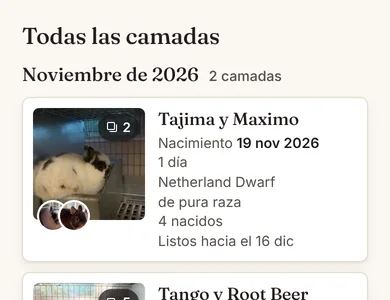 Todas las camadas
Noviembre de 2026 2 camadas
2
Tajima y Maximo
Nacimiento 19 nov 2026
1 día
Netherland Dwarf
de pura raza
4 nacidos
Listos hacia el 16 dic
Tango y Root Beer